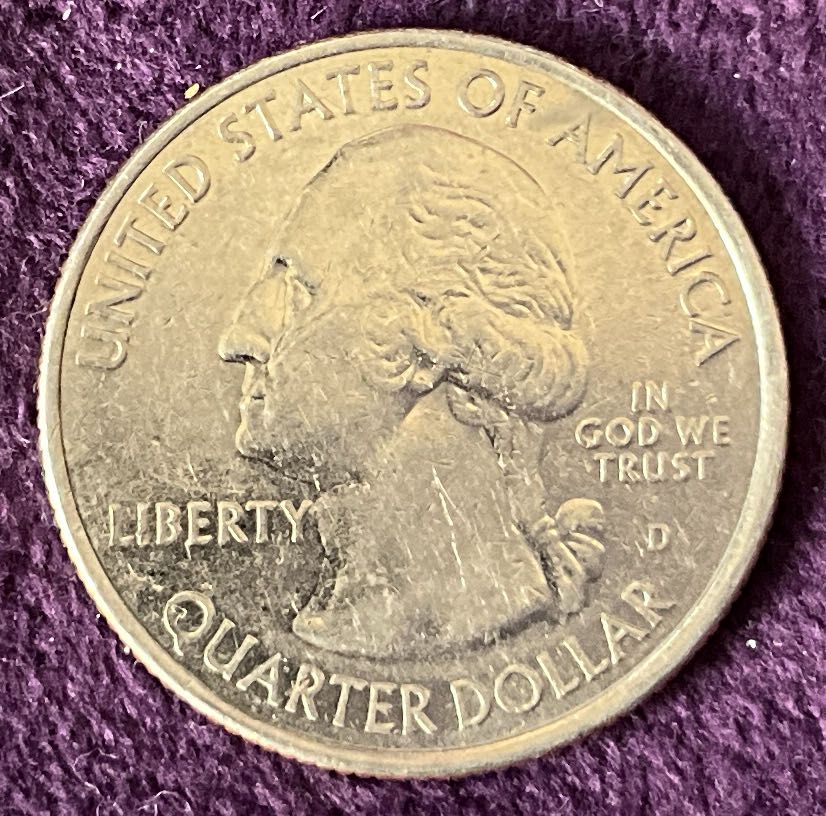 UNITED STATES OF AMERICA
IN
GOD WE
TRUST
LIBERTY
D
QUARTER DOLLAR